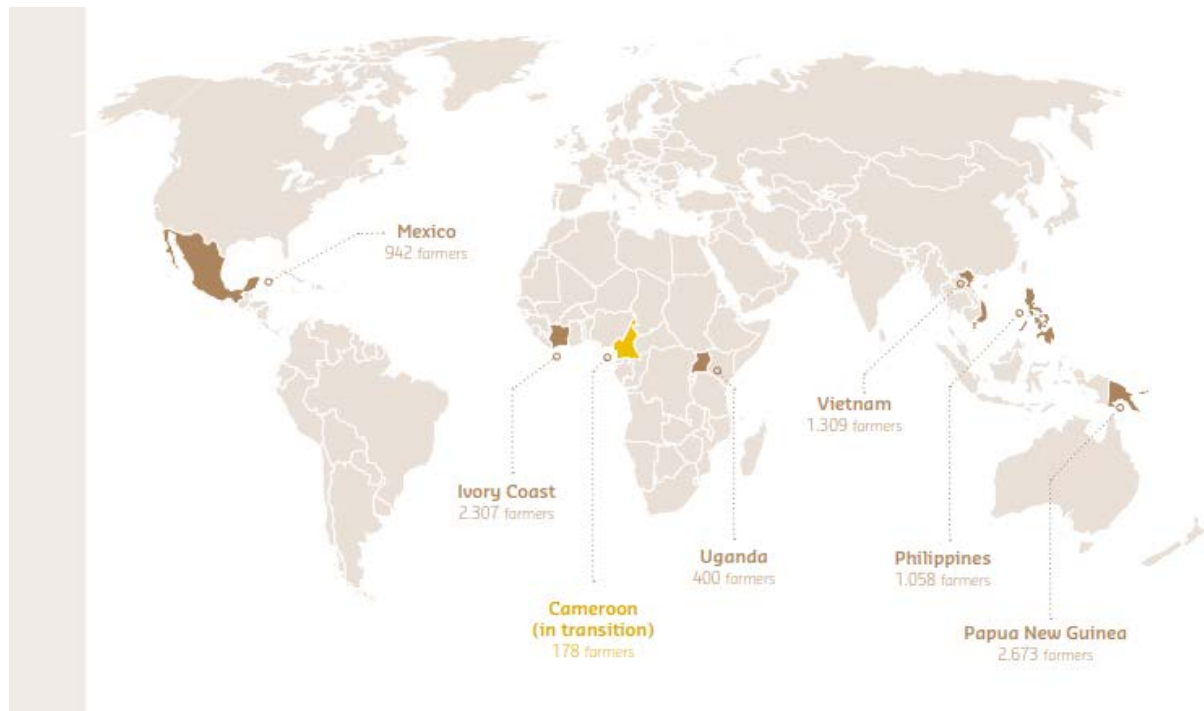 Mexico
942 farmers
Ivory Coast
2.307 farmers
Cameroon
(in transition)
178 farmers
Uganda
400 farmers
Vietnam
1.309 farmers
Philippines
1.058 farmers
Papua New Guinea
2.673 farmers